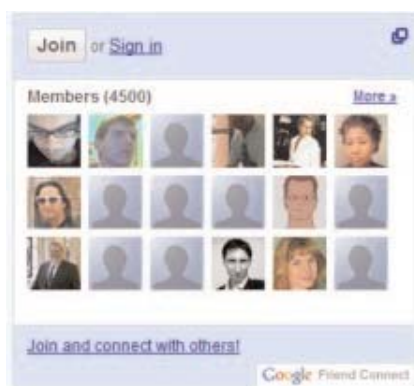 Join or Sign in
Members (4500) More »
Join and connect with others!
Google Friend Connect